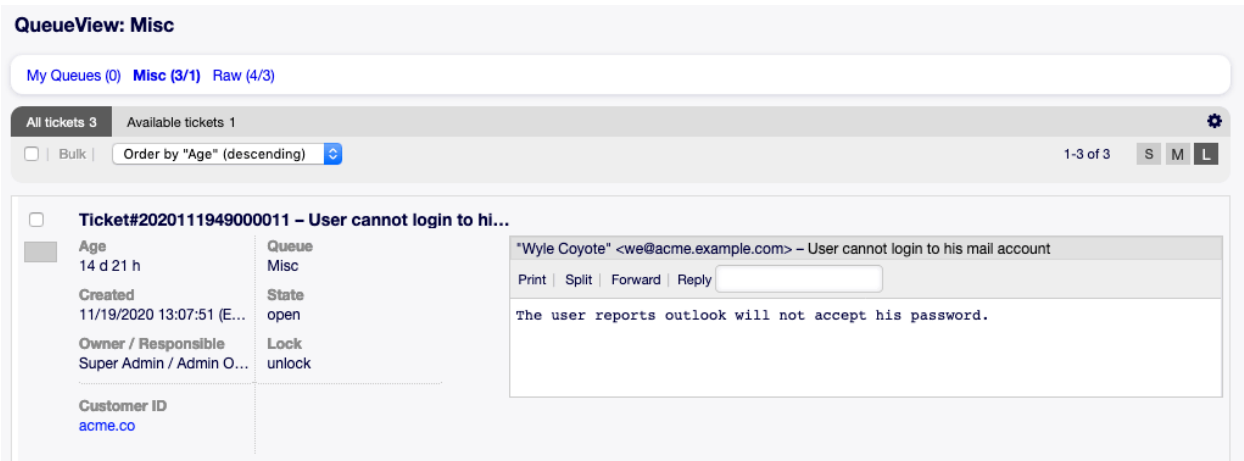 QueueView: Misc
My Queues (0) Misc (3/1) Raw (4/3)
All tickets 3 Available tickets 1
| Bulk | Order by "Age" (descending) 1-3 of 3 S M L
Ticket#2020111949000011 – User cannot login to hi…
Age Queue
14 d 21 h Misc
Created State
11/19/2020 13:07:51 (E… open
Owner / Responsible Lock
Super Admin / Admin O… unlock
Customer ID
acme.co
"Wyle Coyote" <we@acme.example.com> – User cannot login to his mail account
Print | Split | Forward | Reply
The user reports outlook will not accept his password.